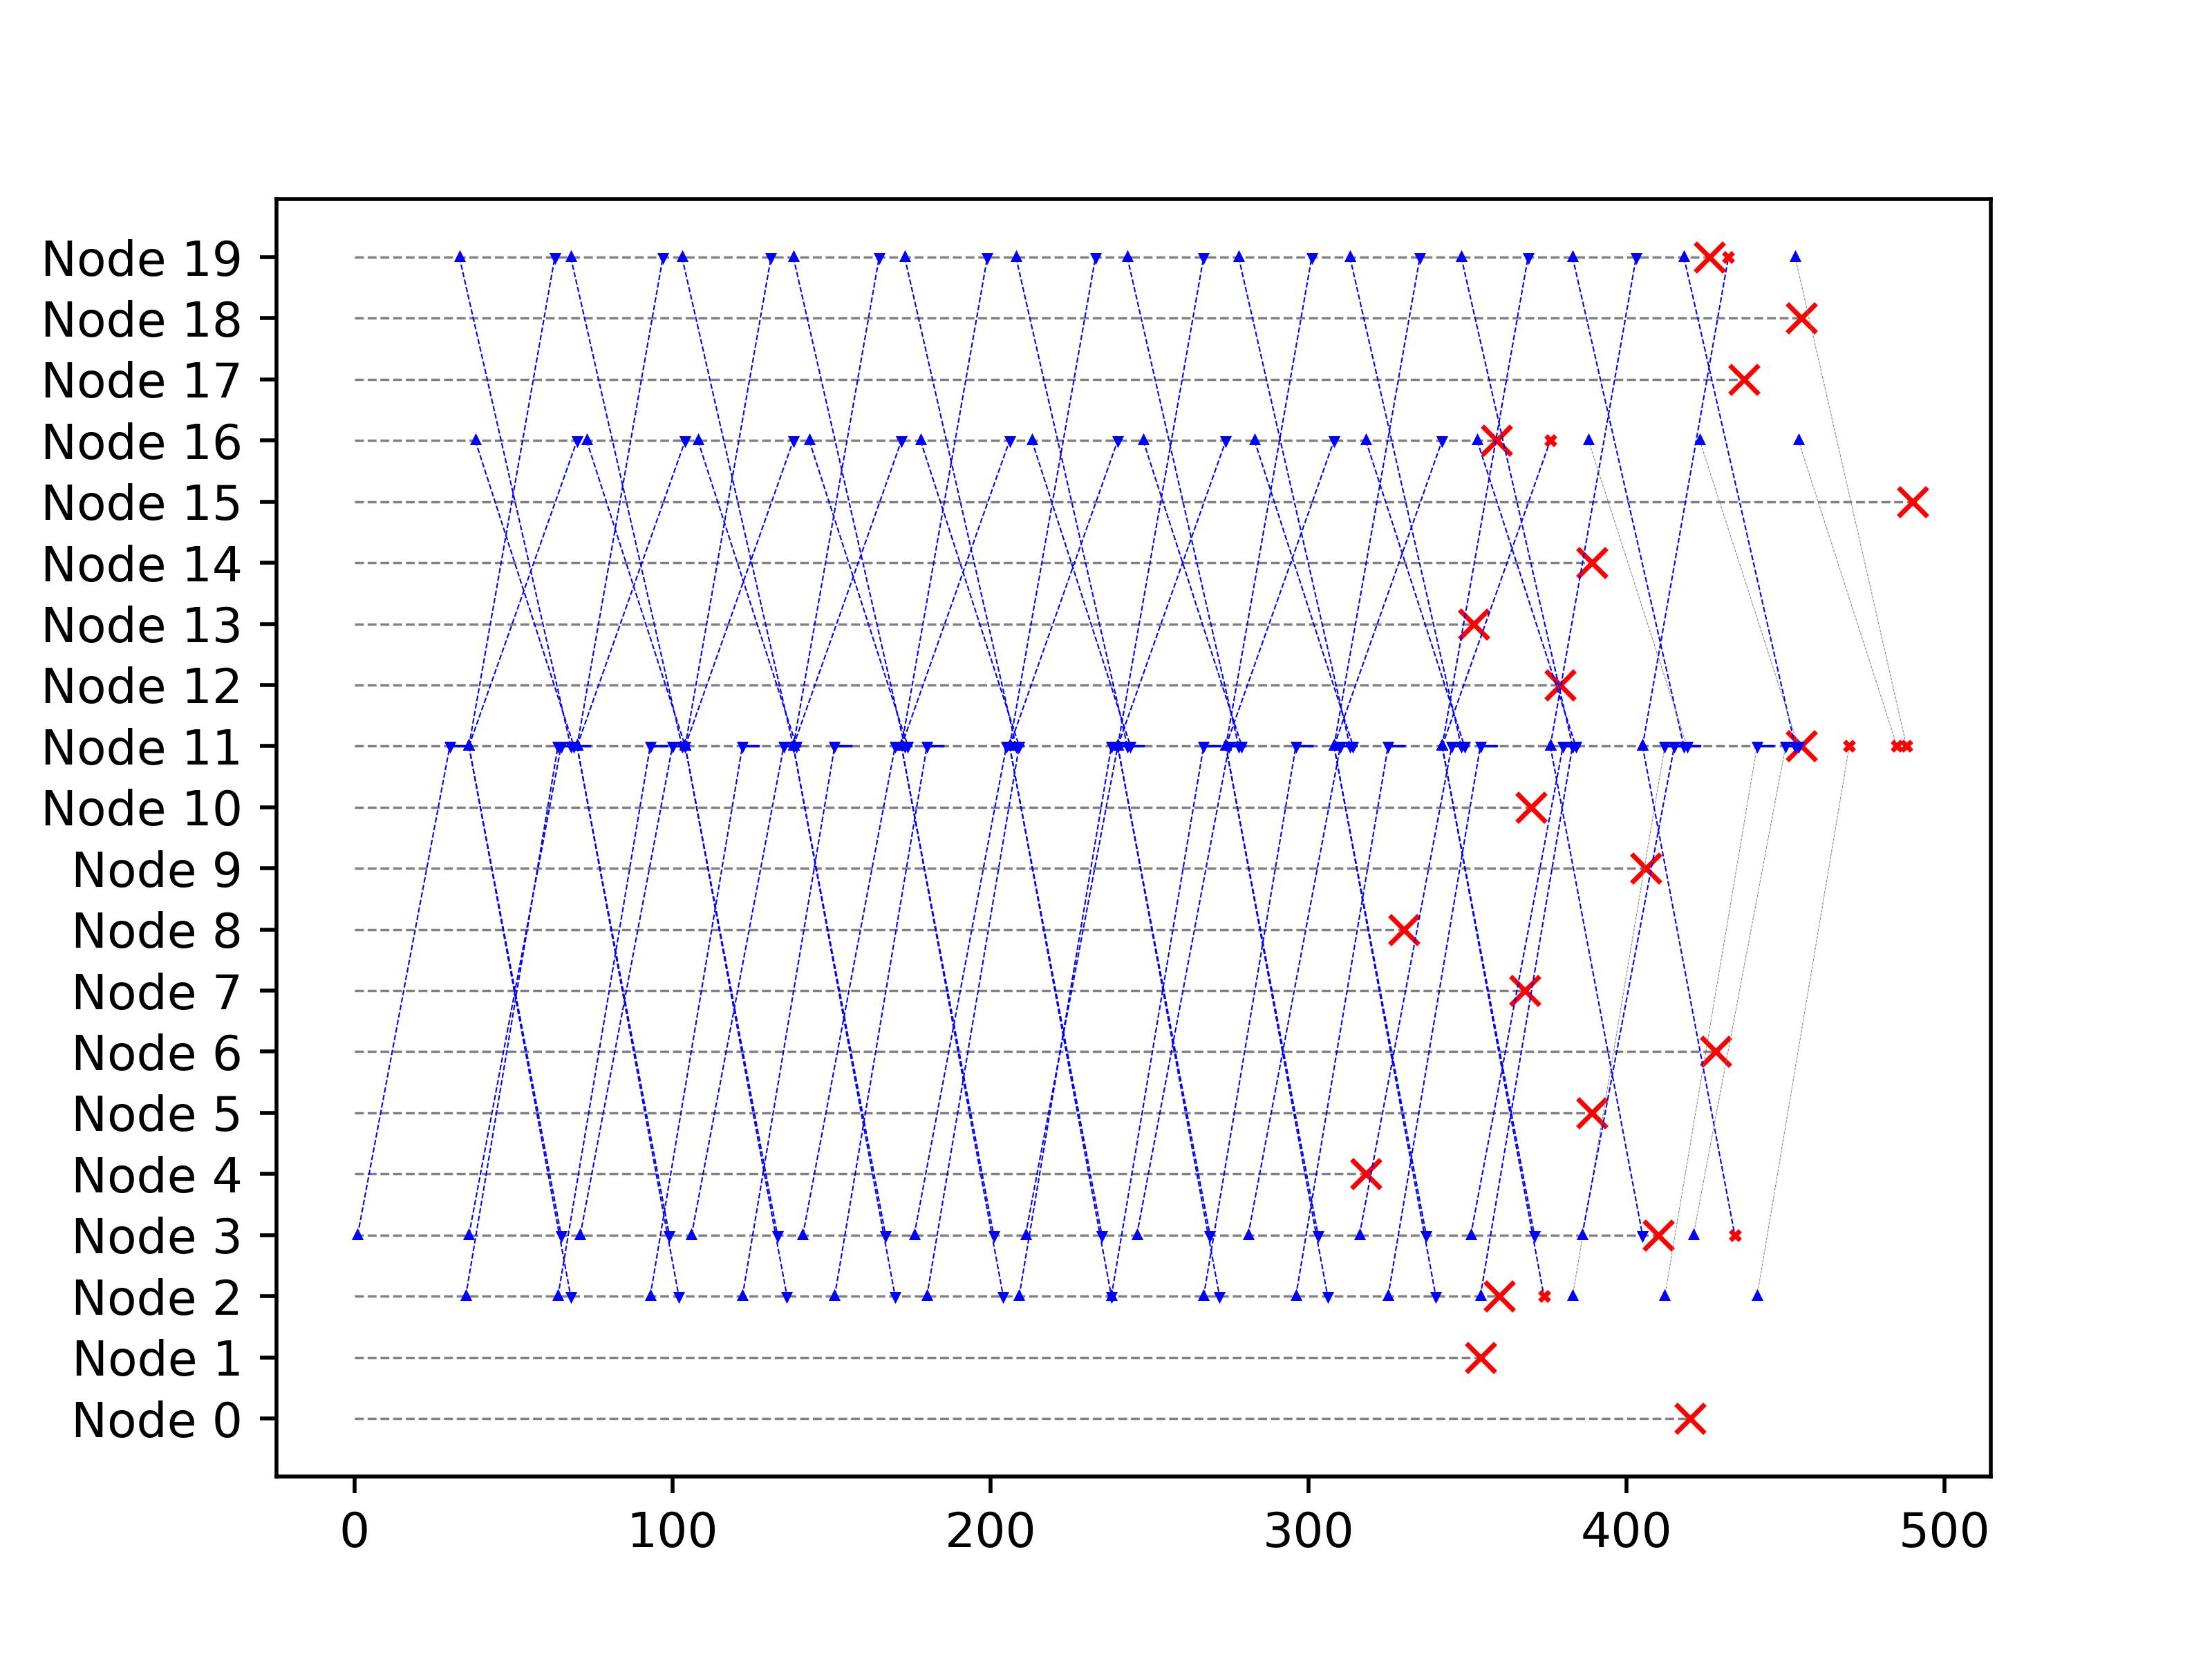 Node 19
Node 18
Node 17
Node 16
Node 15
Node 14
Node 13
Node 12
Node 11
Node 10
Node 9
Node 8
Node 7
Node 6
Node 5
Node 4
Node 3
Node 2
Node 1
Node 0
0 100 200 300 400 500